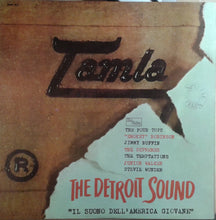 Tamla
THE FOUR TOPS
"SMOKEY" ROBINSON
JIMMY RUFFIN
THE SUPREMES
THE TEMPTATIONS
JUNIOR WALKER
STEVIE WONDER
®
THE DETROIT SOUND
"IL SUONO DELL'AMERICA GIOVANE"